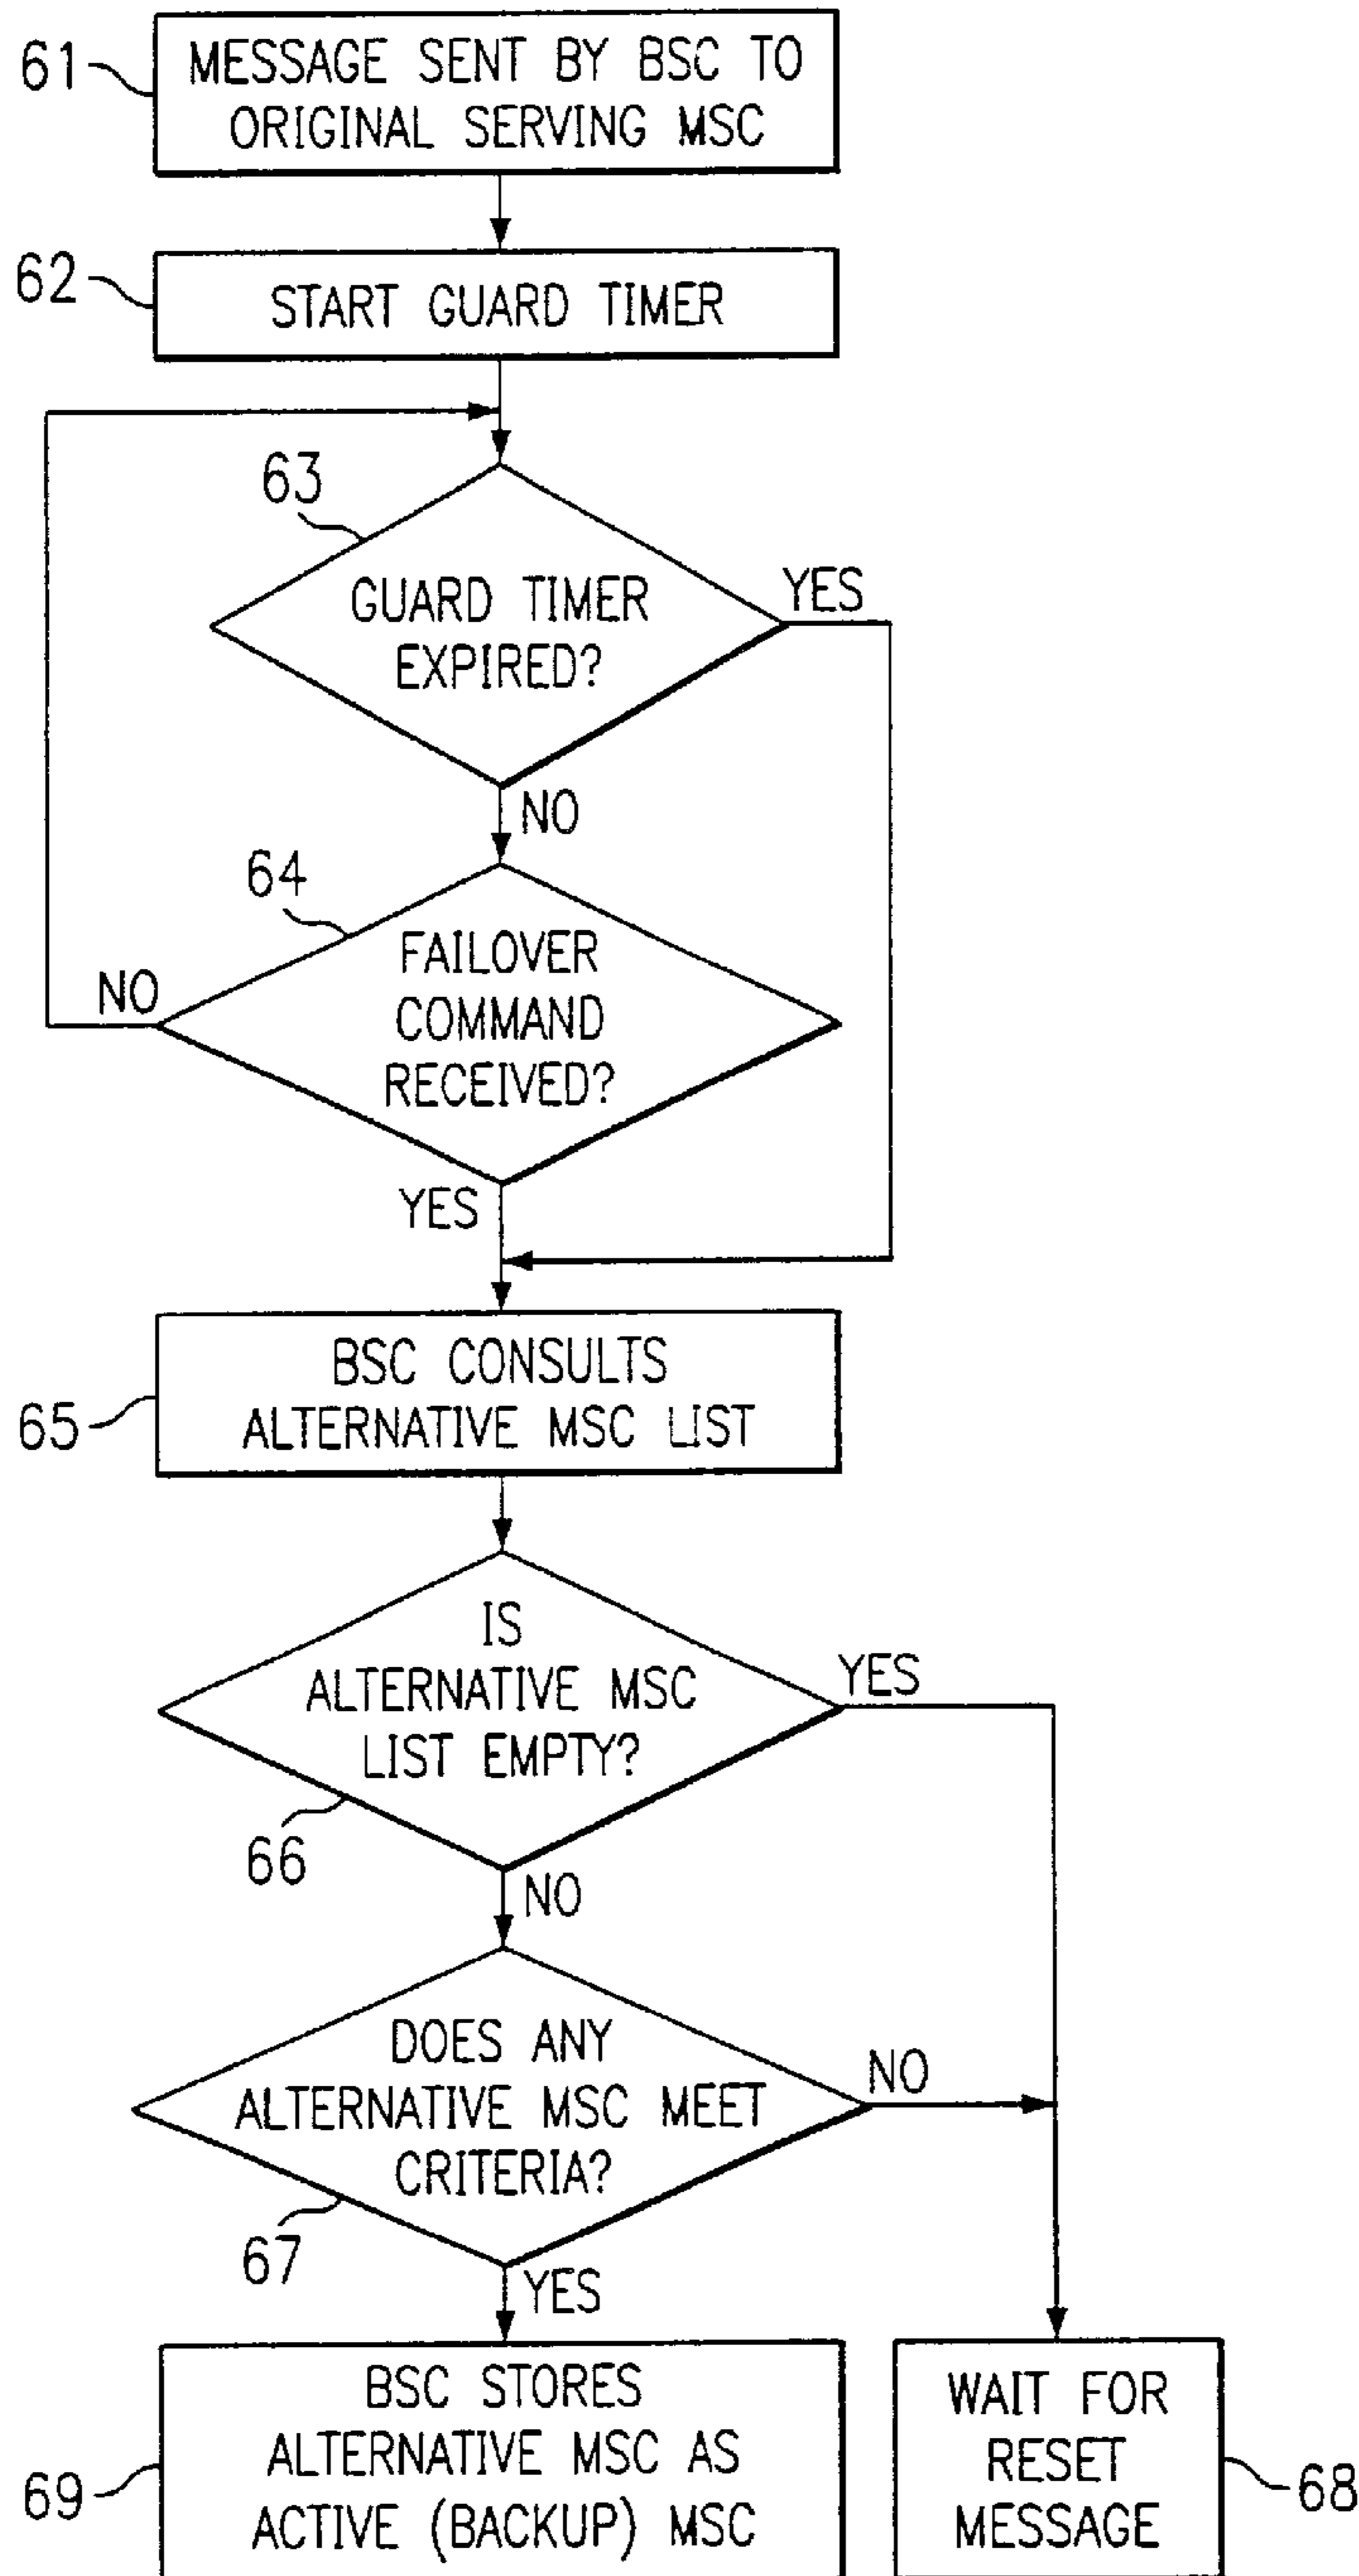 61
MESSAGE SENT BY BSC TO
ORIGINAL SERVING MSC
62
START GUARD TIMER
63
GUARD TIMER
EXPIRED?
YES
NO
64
FAILOVER
COMMAND
RECEIVED?
NO
YES
65
BSC CONSULTS
ALTERNATIVE MSC LIST
IS
ALTERNATIVE MSC
LIST EMPTY?
YES
66
NO
DOES ANY
ALTERNATIVE MSC MEET
CRITERIA?
NO
67
YES
69
BSC STORES
ALTERNATIVE MSC AS
ACTIVE (BACKUP) MSC
WAIT FOR
RESET
MESSAGE
68